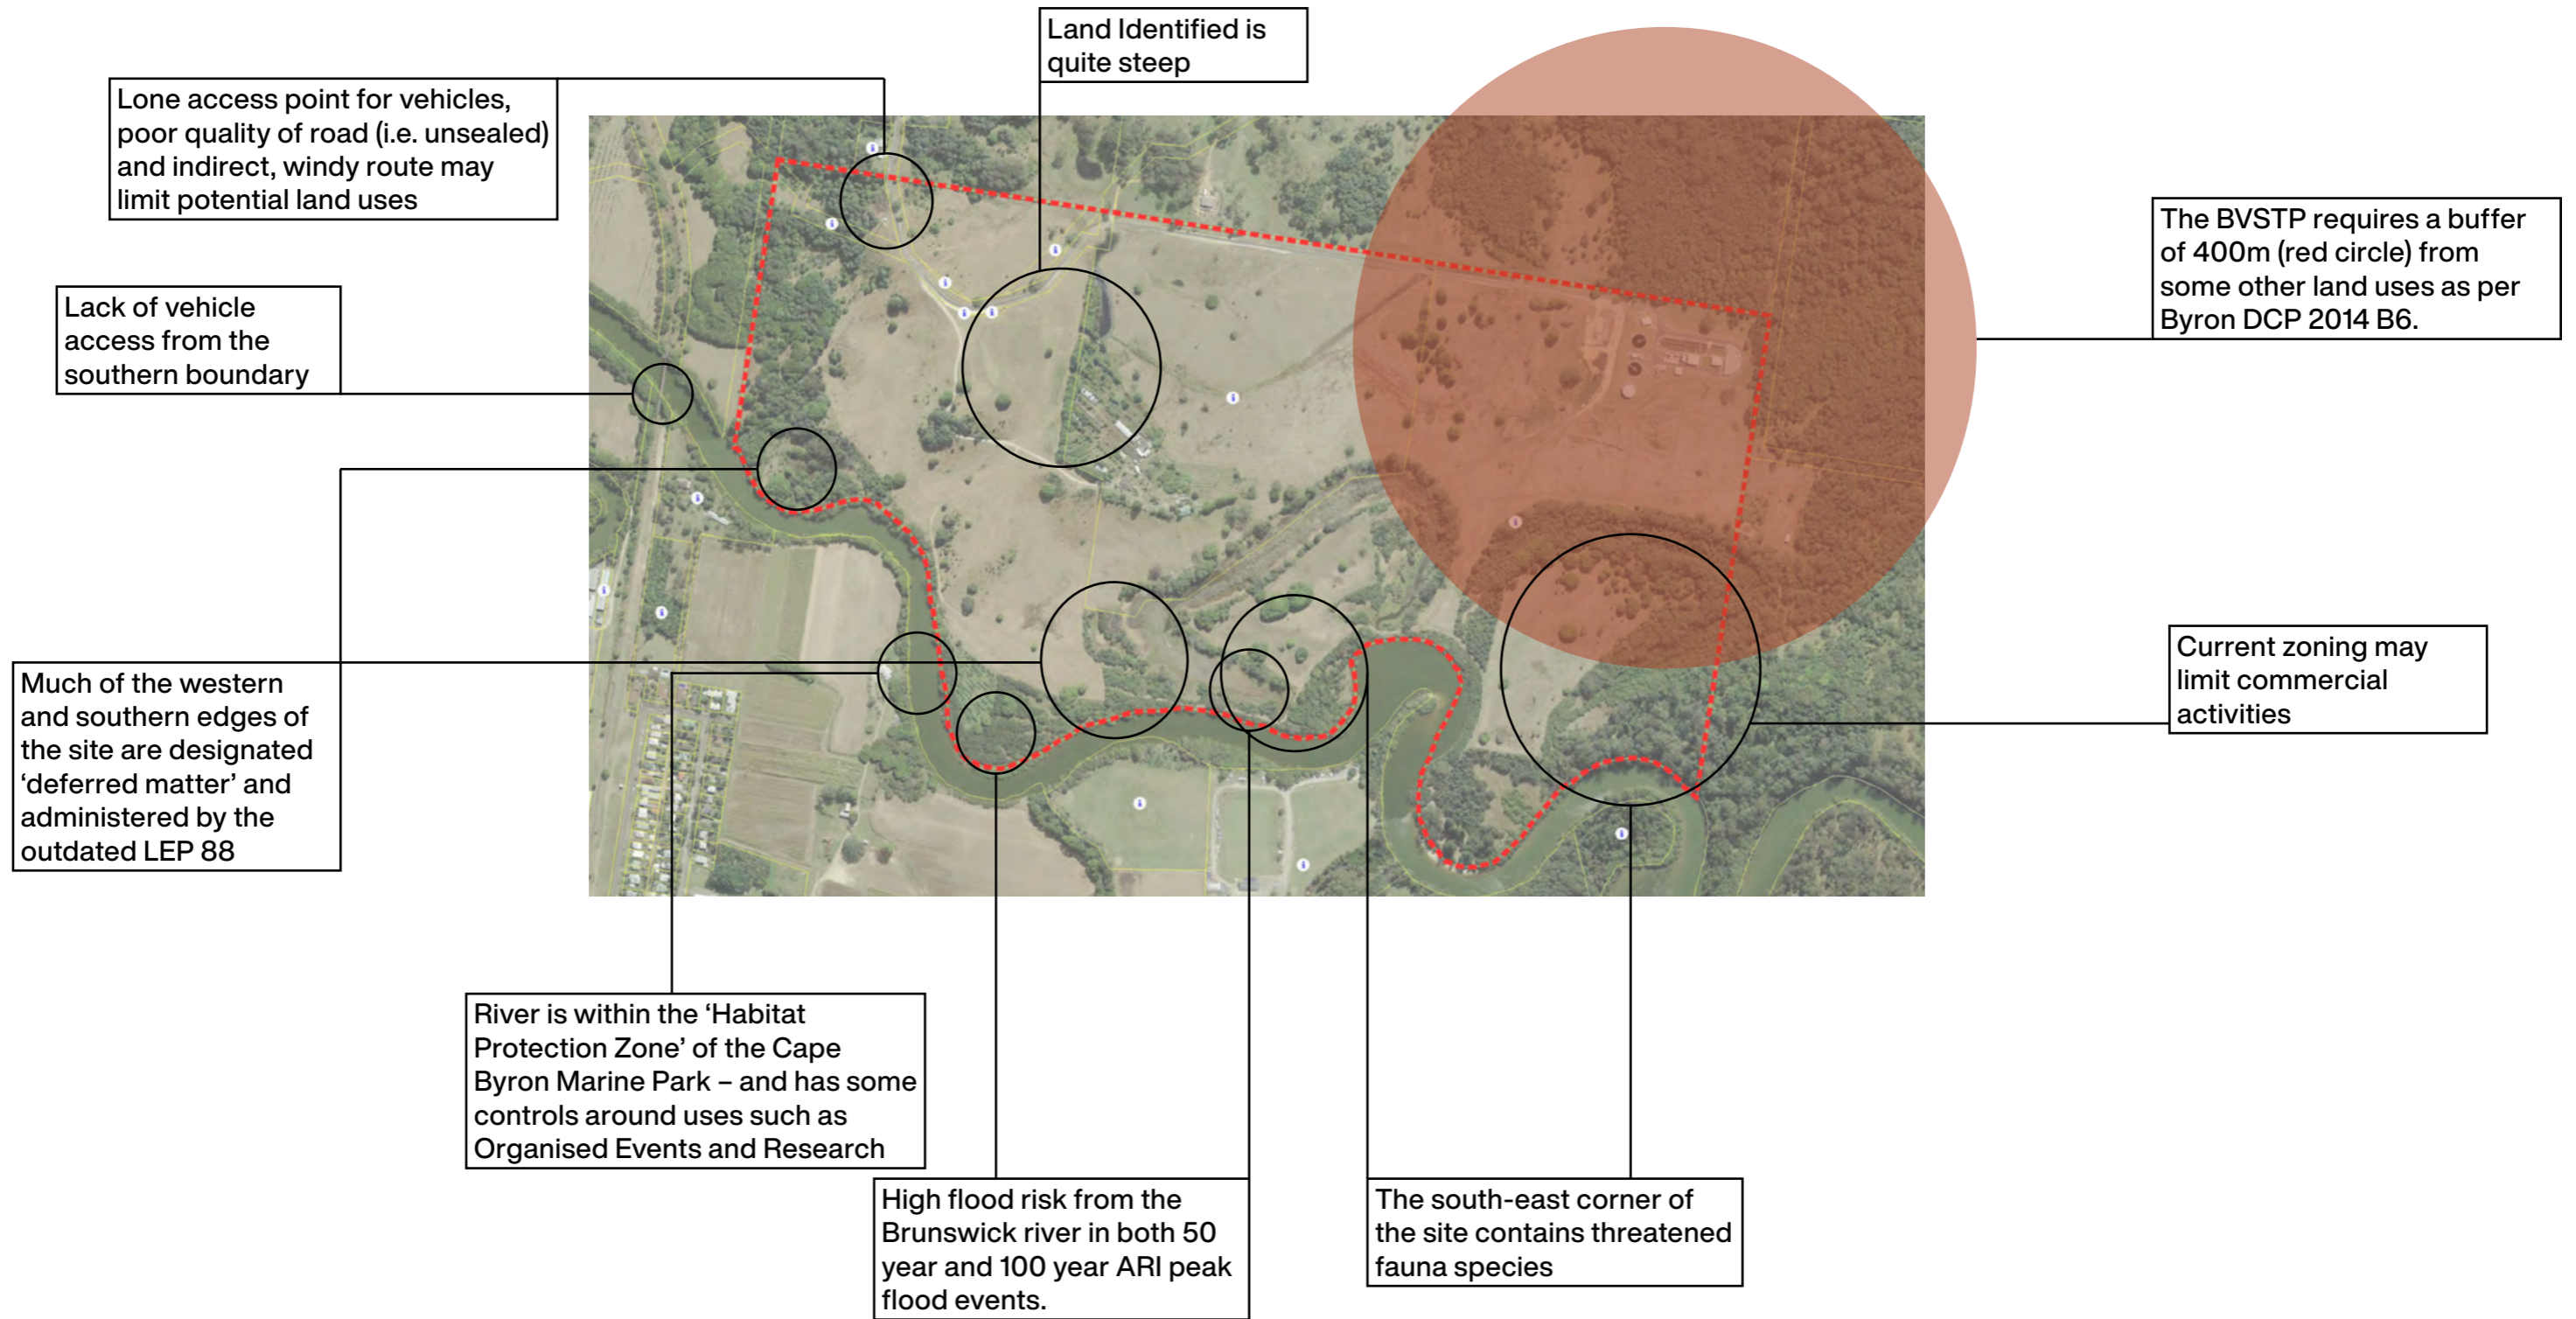 Land Identified is
quite steep
Lone access point for vehicles,
poor quality of road (i.e. unsealed)
and indirect, windy route may
limit potential land uses
The BVSTP requires a buffer
of 400m (red circle) from
some other land uses as per
Byron DCP 2014 B6.
Lack of vehicle
access from the
southern boundary
Much of the western
and southern edges of
the site are designated
‘deferred matter’ and
administered by the
outdated LEP 88
Current zoning may
limit commercial
activities
River is within the ‘Habitat
Protection Zone’ of the Cape
Byron Marine Park – and has some
controls around uses such as
Organised Events and Research
High flood risk from the
Brunswick river in both 50
year and 100 year ARI peak
flood events.
The south-east corner of
the site contains threatened
fauna species